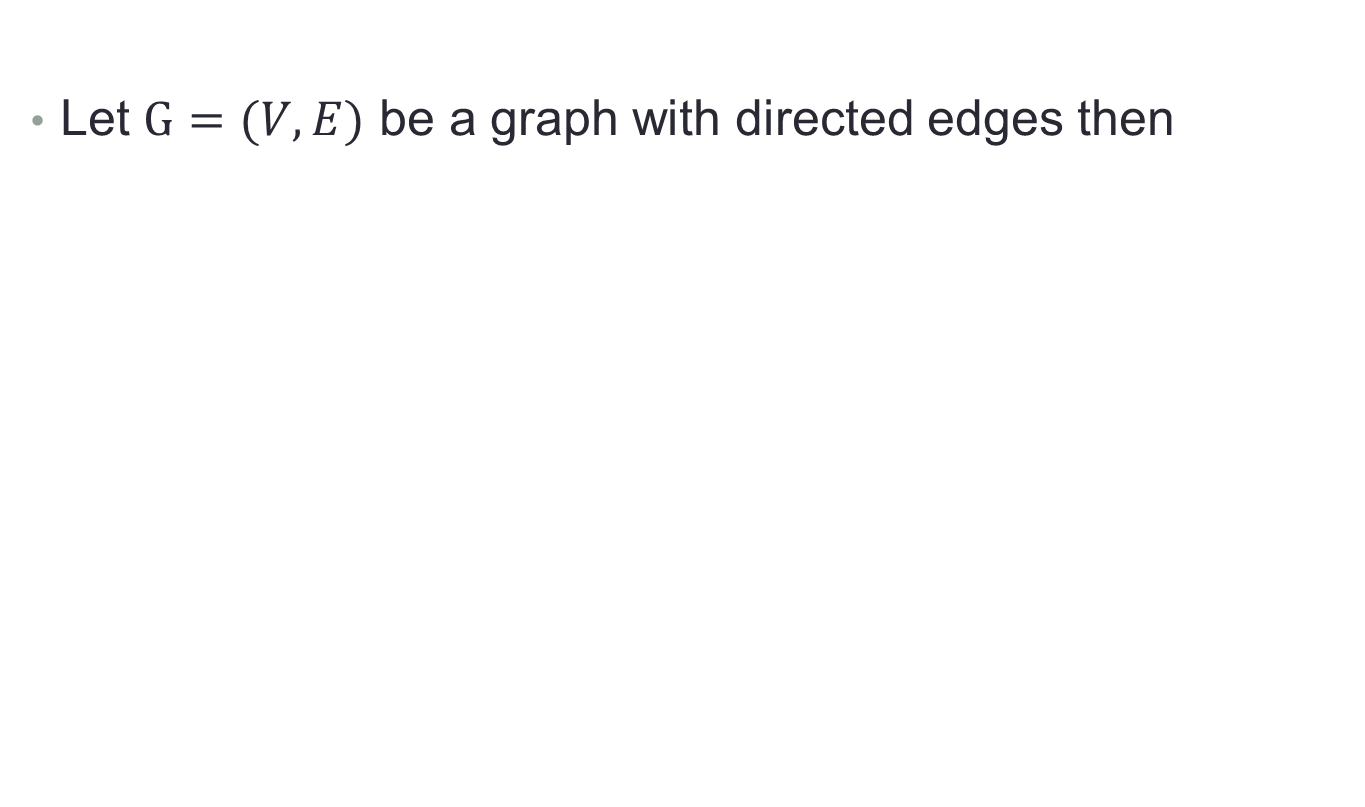 • Let G = (V, E) be a graph with directed edges then